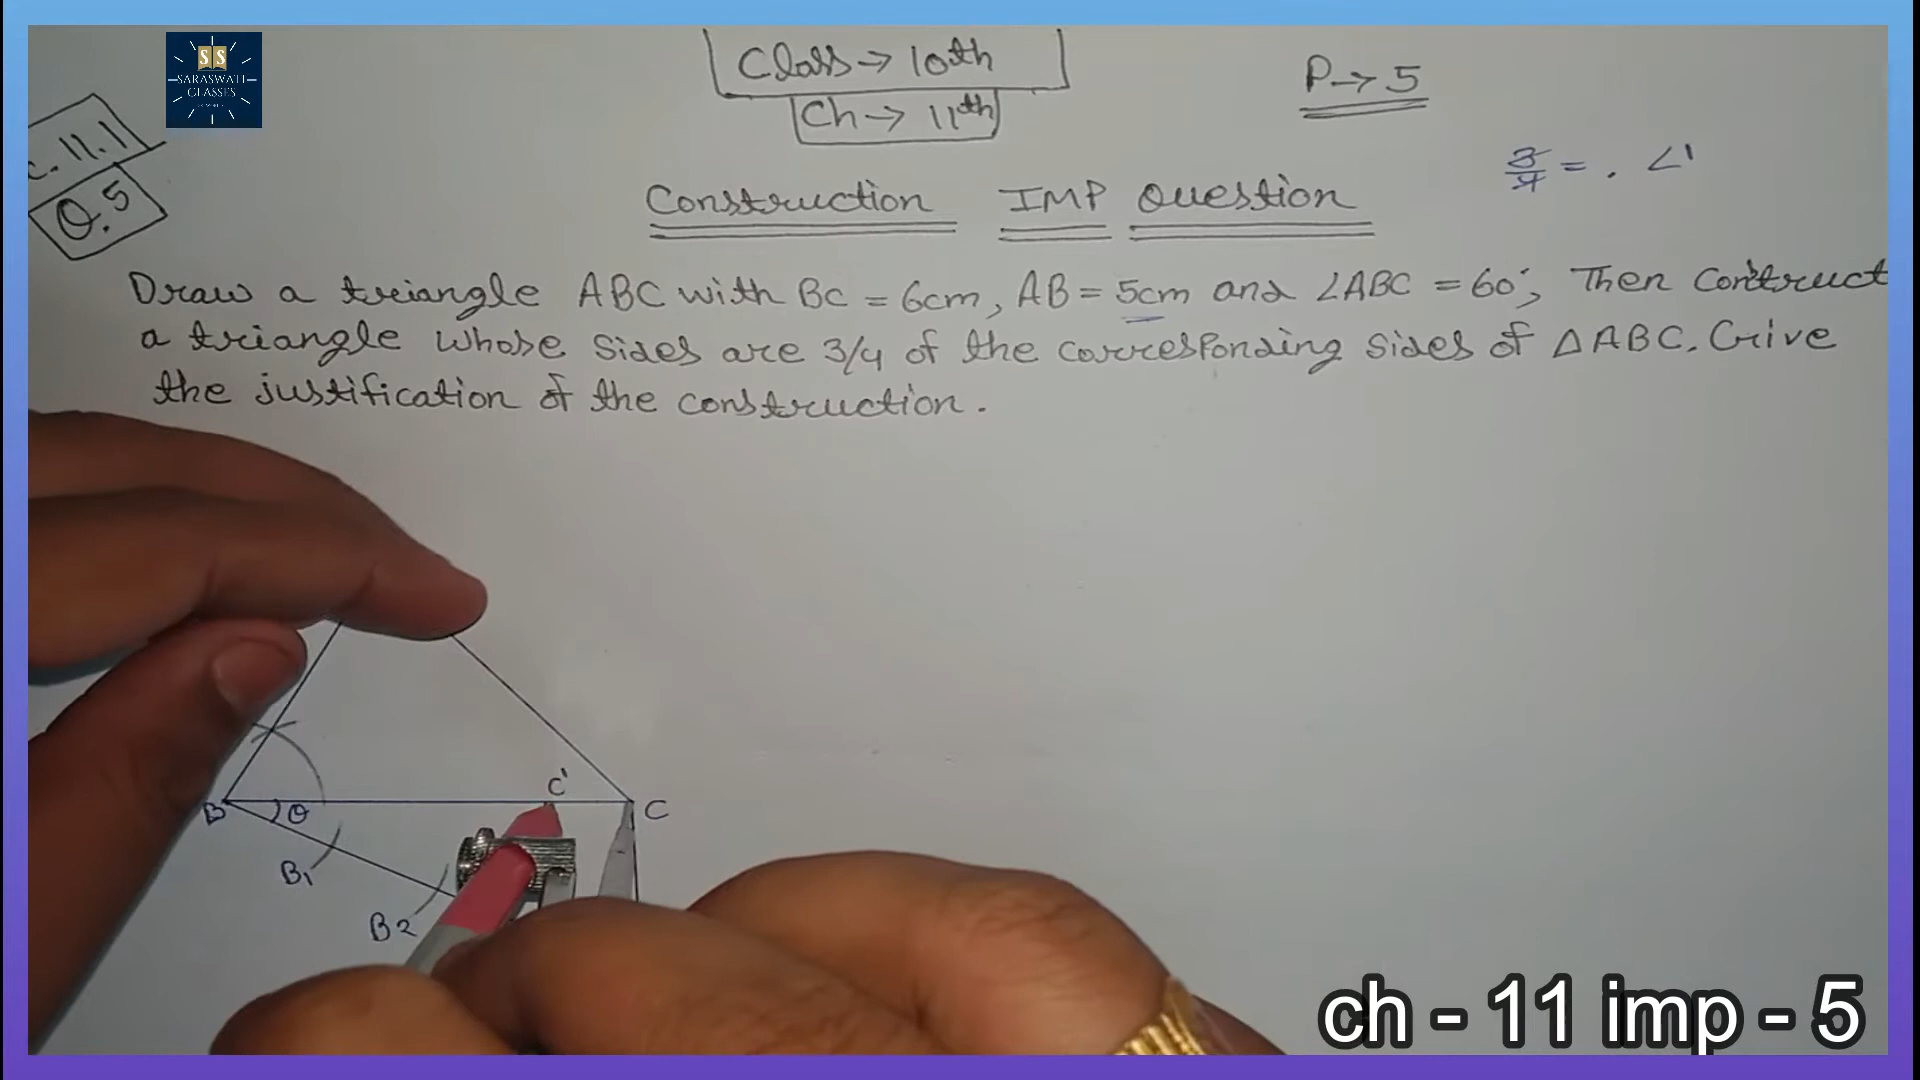 SS
SARASWATI
CLASSES
Class → 10th
Ch → 11th
P → 5
11.1
Q.5
3/4 = . <1
Construction IMP Question
Draw a triangle ABC with BC = 6cm, AB = 5cm and ∠ABC = 60°, Then Construct
a triangle whose sides are 3/4 of the corresponding sides of △ABC. Give
the justification of the construction.
C'
B θ C
B1
B2
ch - 11 imp - 5